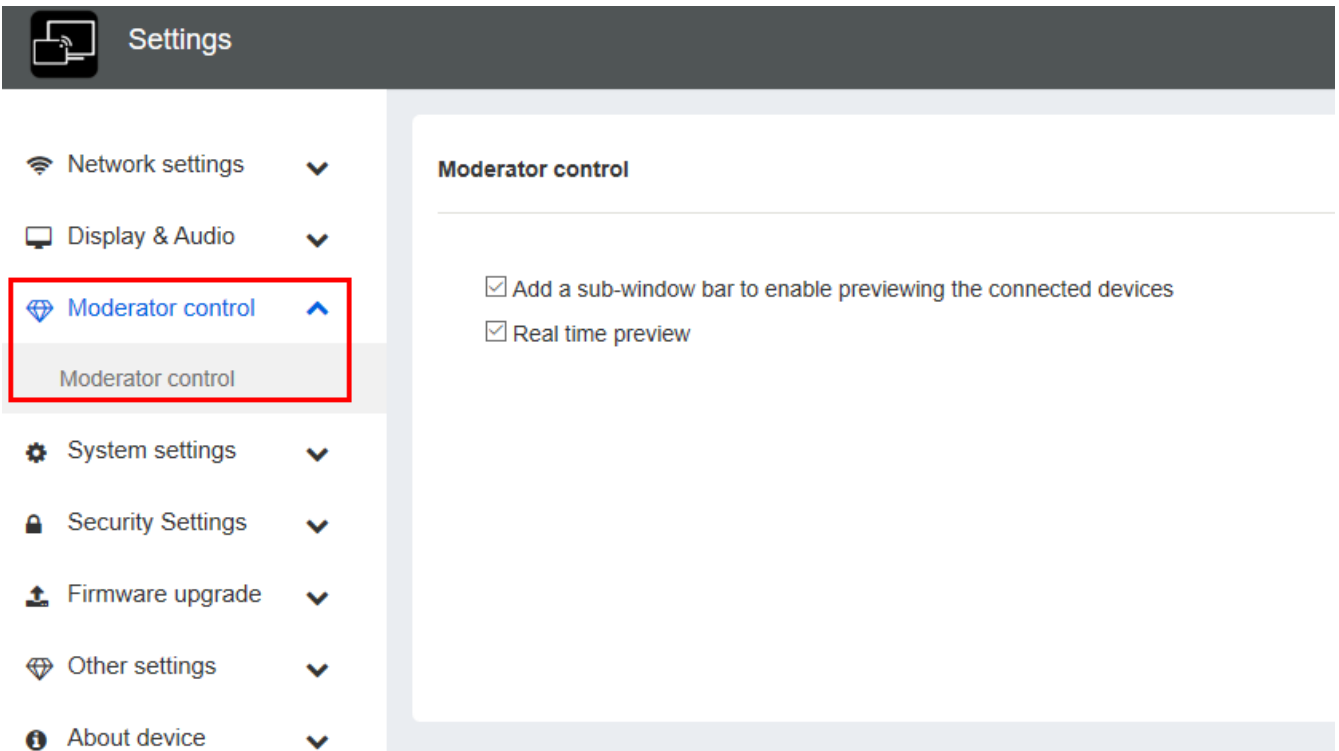 Settings
Network settings
Display & Audio
Moderator control
Moderator control
System settings
Security Settings
Firmware upgrade
Other settings
About device
Moderator control
Add a sub-window bar to enable previewing the connected devices
Real time preview